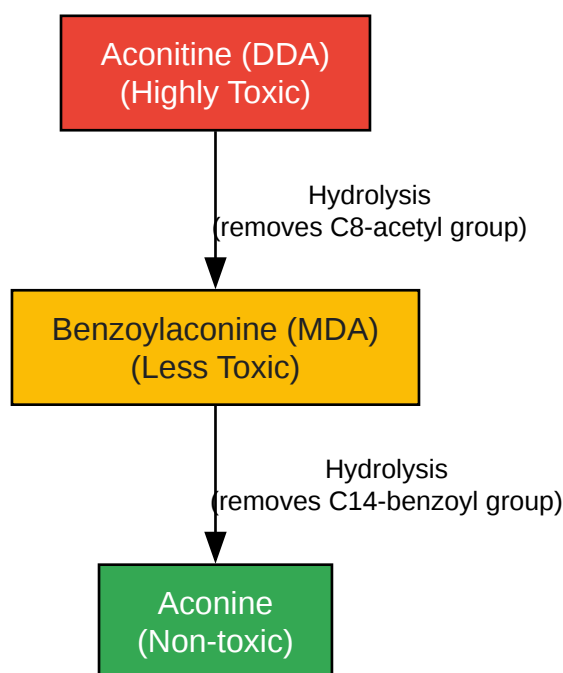 Aconitine (DDA)
(Highly Toxic)
Hydrolysis
(removes C8-acetyl group)
Benzoylaconine (MDA)
(Less Toxic)
Hydrolysis
(removes C14-benzoyl group)
Aconine
(Non-toxic)